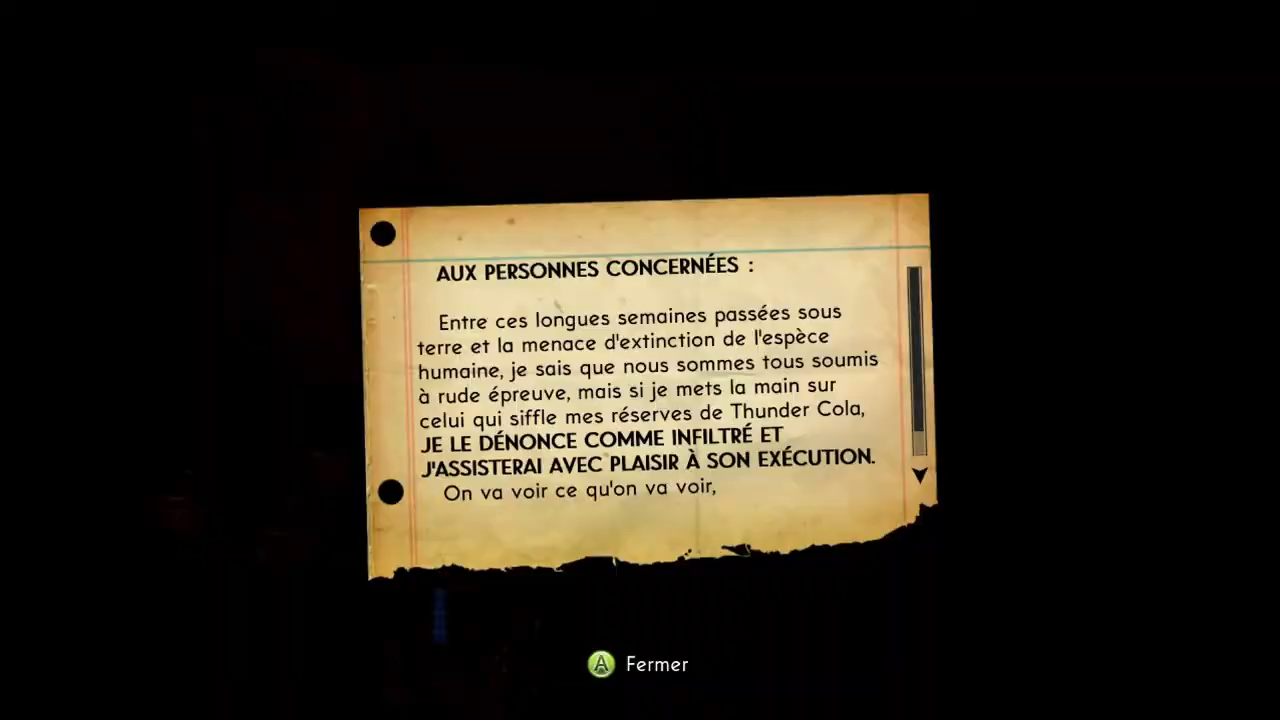 AUX PERSONNES CONCERNÉES :
Entre ces longues semaines passées sous
terre et la menace d'extinction de l'espèce
humaine, je sais que nous sommes tous soumis
à rude épreuve, mais si je mets la main sur
celui qui siffle mes réserves de Thunder Cola,
JE LE DÉNONCE COMME INFILTRÉ ET
J'ASSISTERAI AVEC PLAISIR À SON EXÉCUTION.
On va voir ce qu'on va voir,
A Fermer